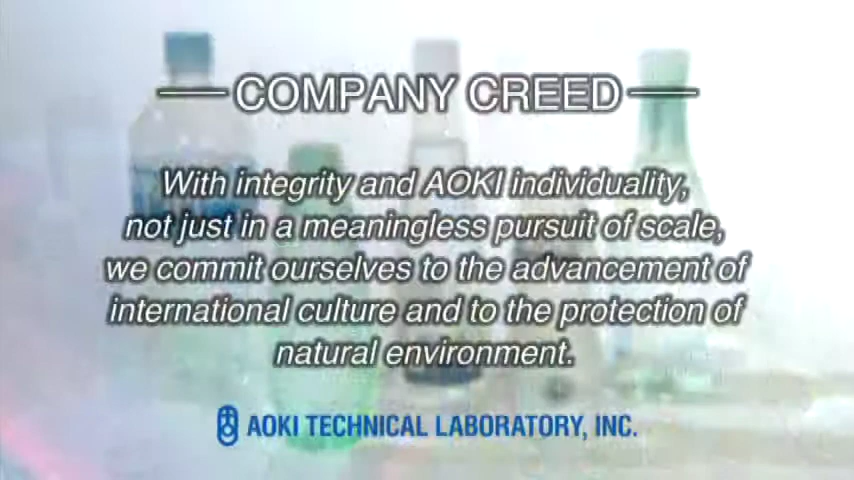 COMPANY CREED
With integrity and AOKI individuality,
not just in a meaningless pursuit of scale,
we commit ourselves to the advancement of
international culture and to the protection of
natural environment.
AOKI TECHNICAL LABORATORY, INC.